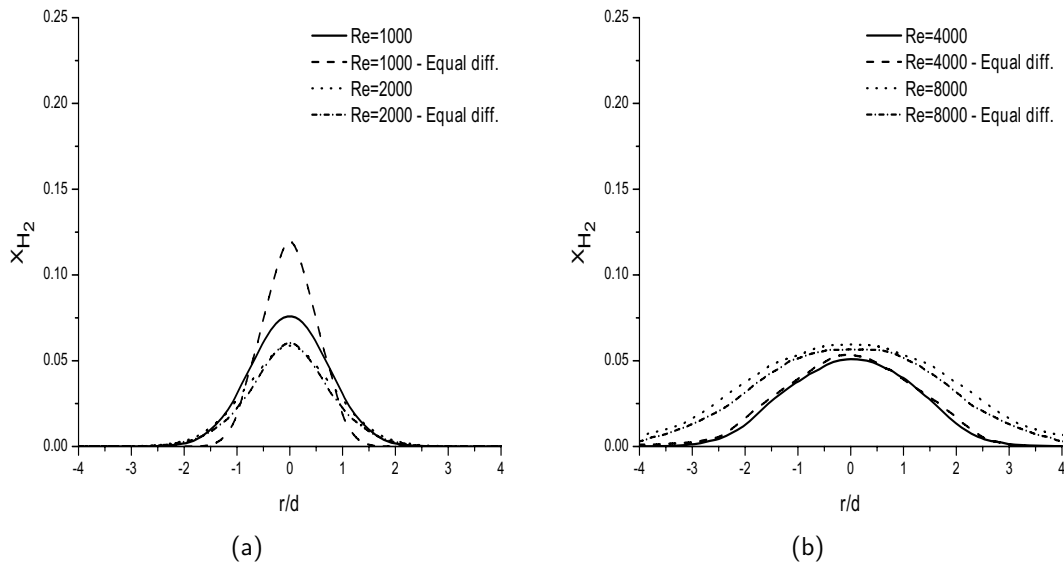 0.25
0.20
0.15
0.10
0.05
0.00
-4 -3 -2 -1 0 1 2 3 4
X_H2
r/d
Re=1000
Re=1000 - Equal diff.
Re=2000
Re=2000 - Equal diff.
(a)
0.25
0.20
0.15
0.10
0.05
0.00
-4 -3 -2 -1 0 1 2 3 4
X_H2
r/d
Re=4000
Re=4000 - Equal diff.
Re=8000
Re=8000 - Equal diff.
(b)